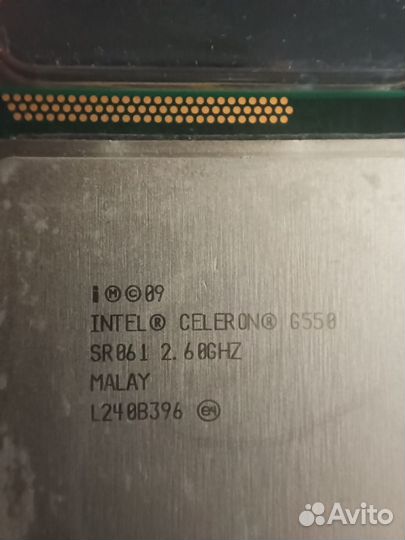 i Ⓜ © 09
INTEL® CELERON® G550
SR061 2.60GHZ
MALAY
L240B396 e4
Avito